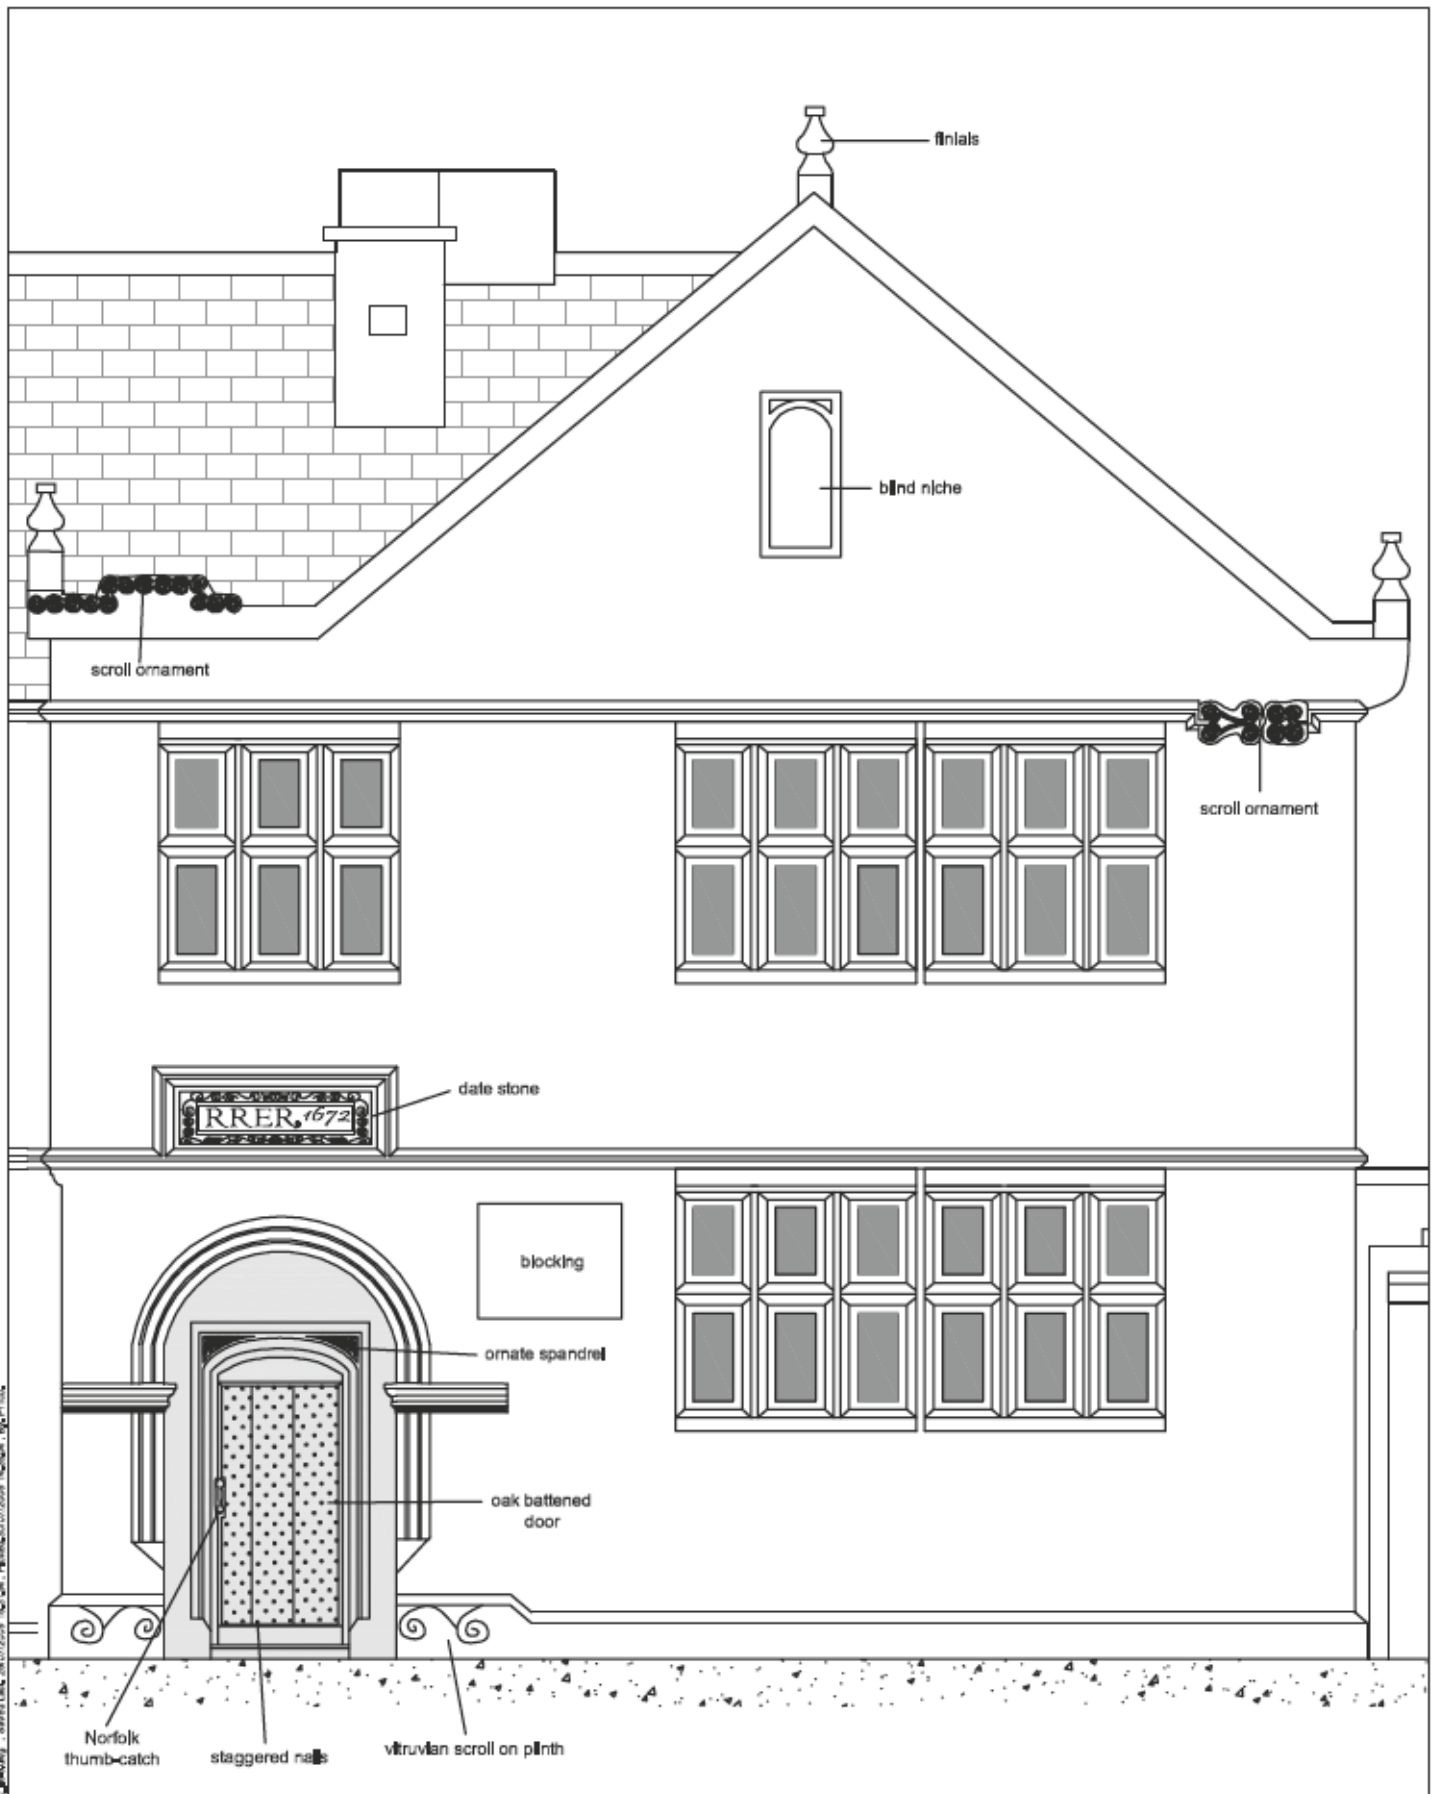 finials
blind niche
scroll ornament
scroll ornament
date stone
RRER, 1672
blocking
ornate spandrel
oak battened
door
Norfolk
thumb-catch
staggered nails
vitruvian scroll on plinth